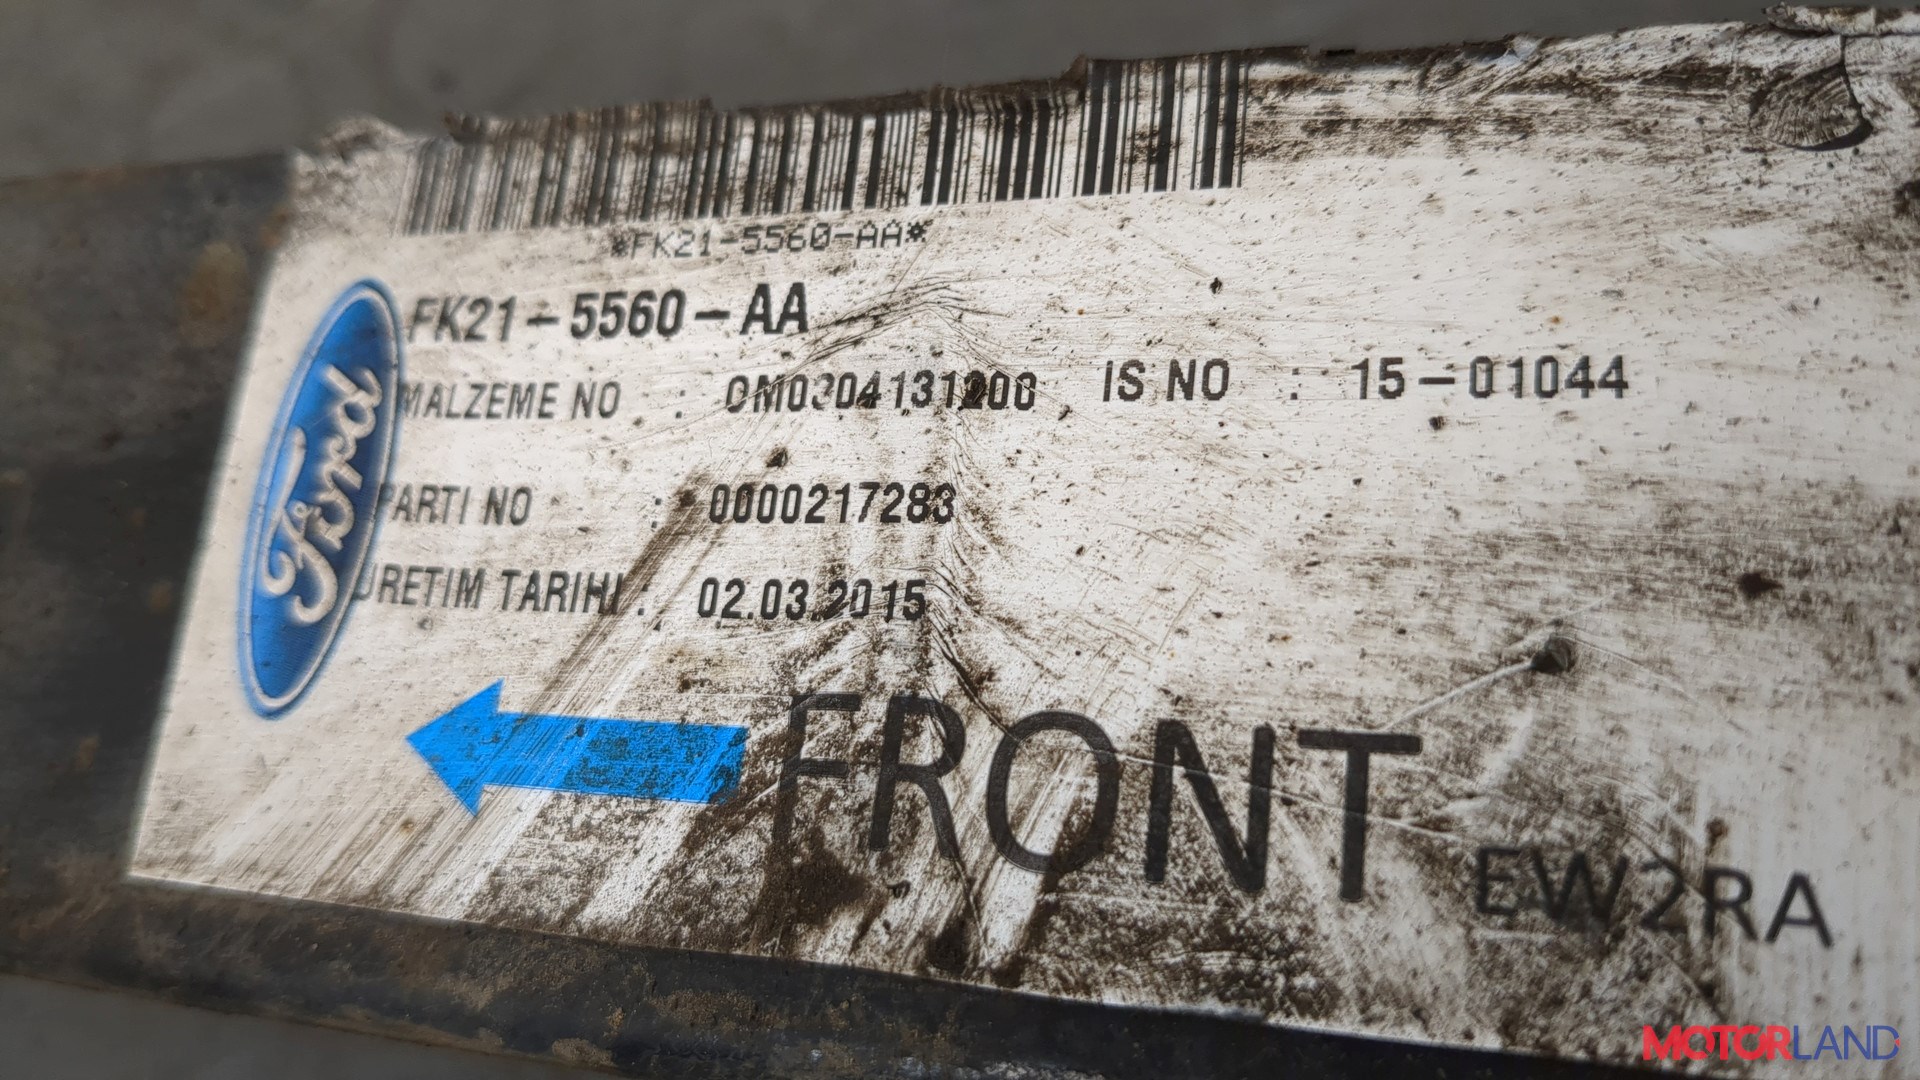 *FK21-5560-AA*
Ford
FK21-5560-AA
MALZEME NO : 0M0304131200 IS NO : 15-01044
PARTI NO : 0000217283
URETIM TARIHI : 02.03.2015
FRONT
EW2RA
MOTORLAND